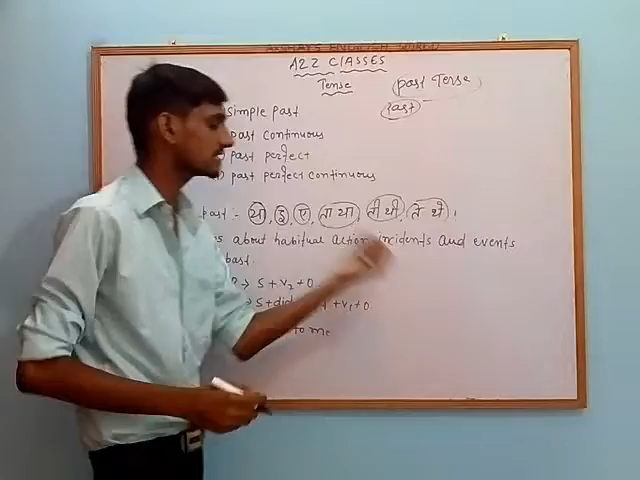 A2Z CLASSES
Tense
past Tense
Past
simple past
past continuous
past perfect
past perfect continuous
past :- या, ई, ए, ता था, ती थी, ते थे ।
about habitual action incidents and events
past.
→ S + V2 + O
→ S + did + V1 + O
to me